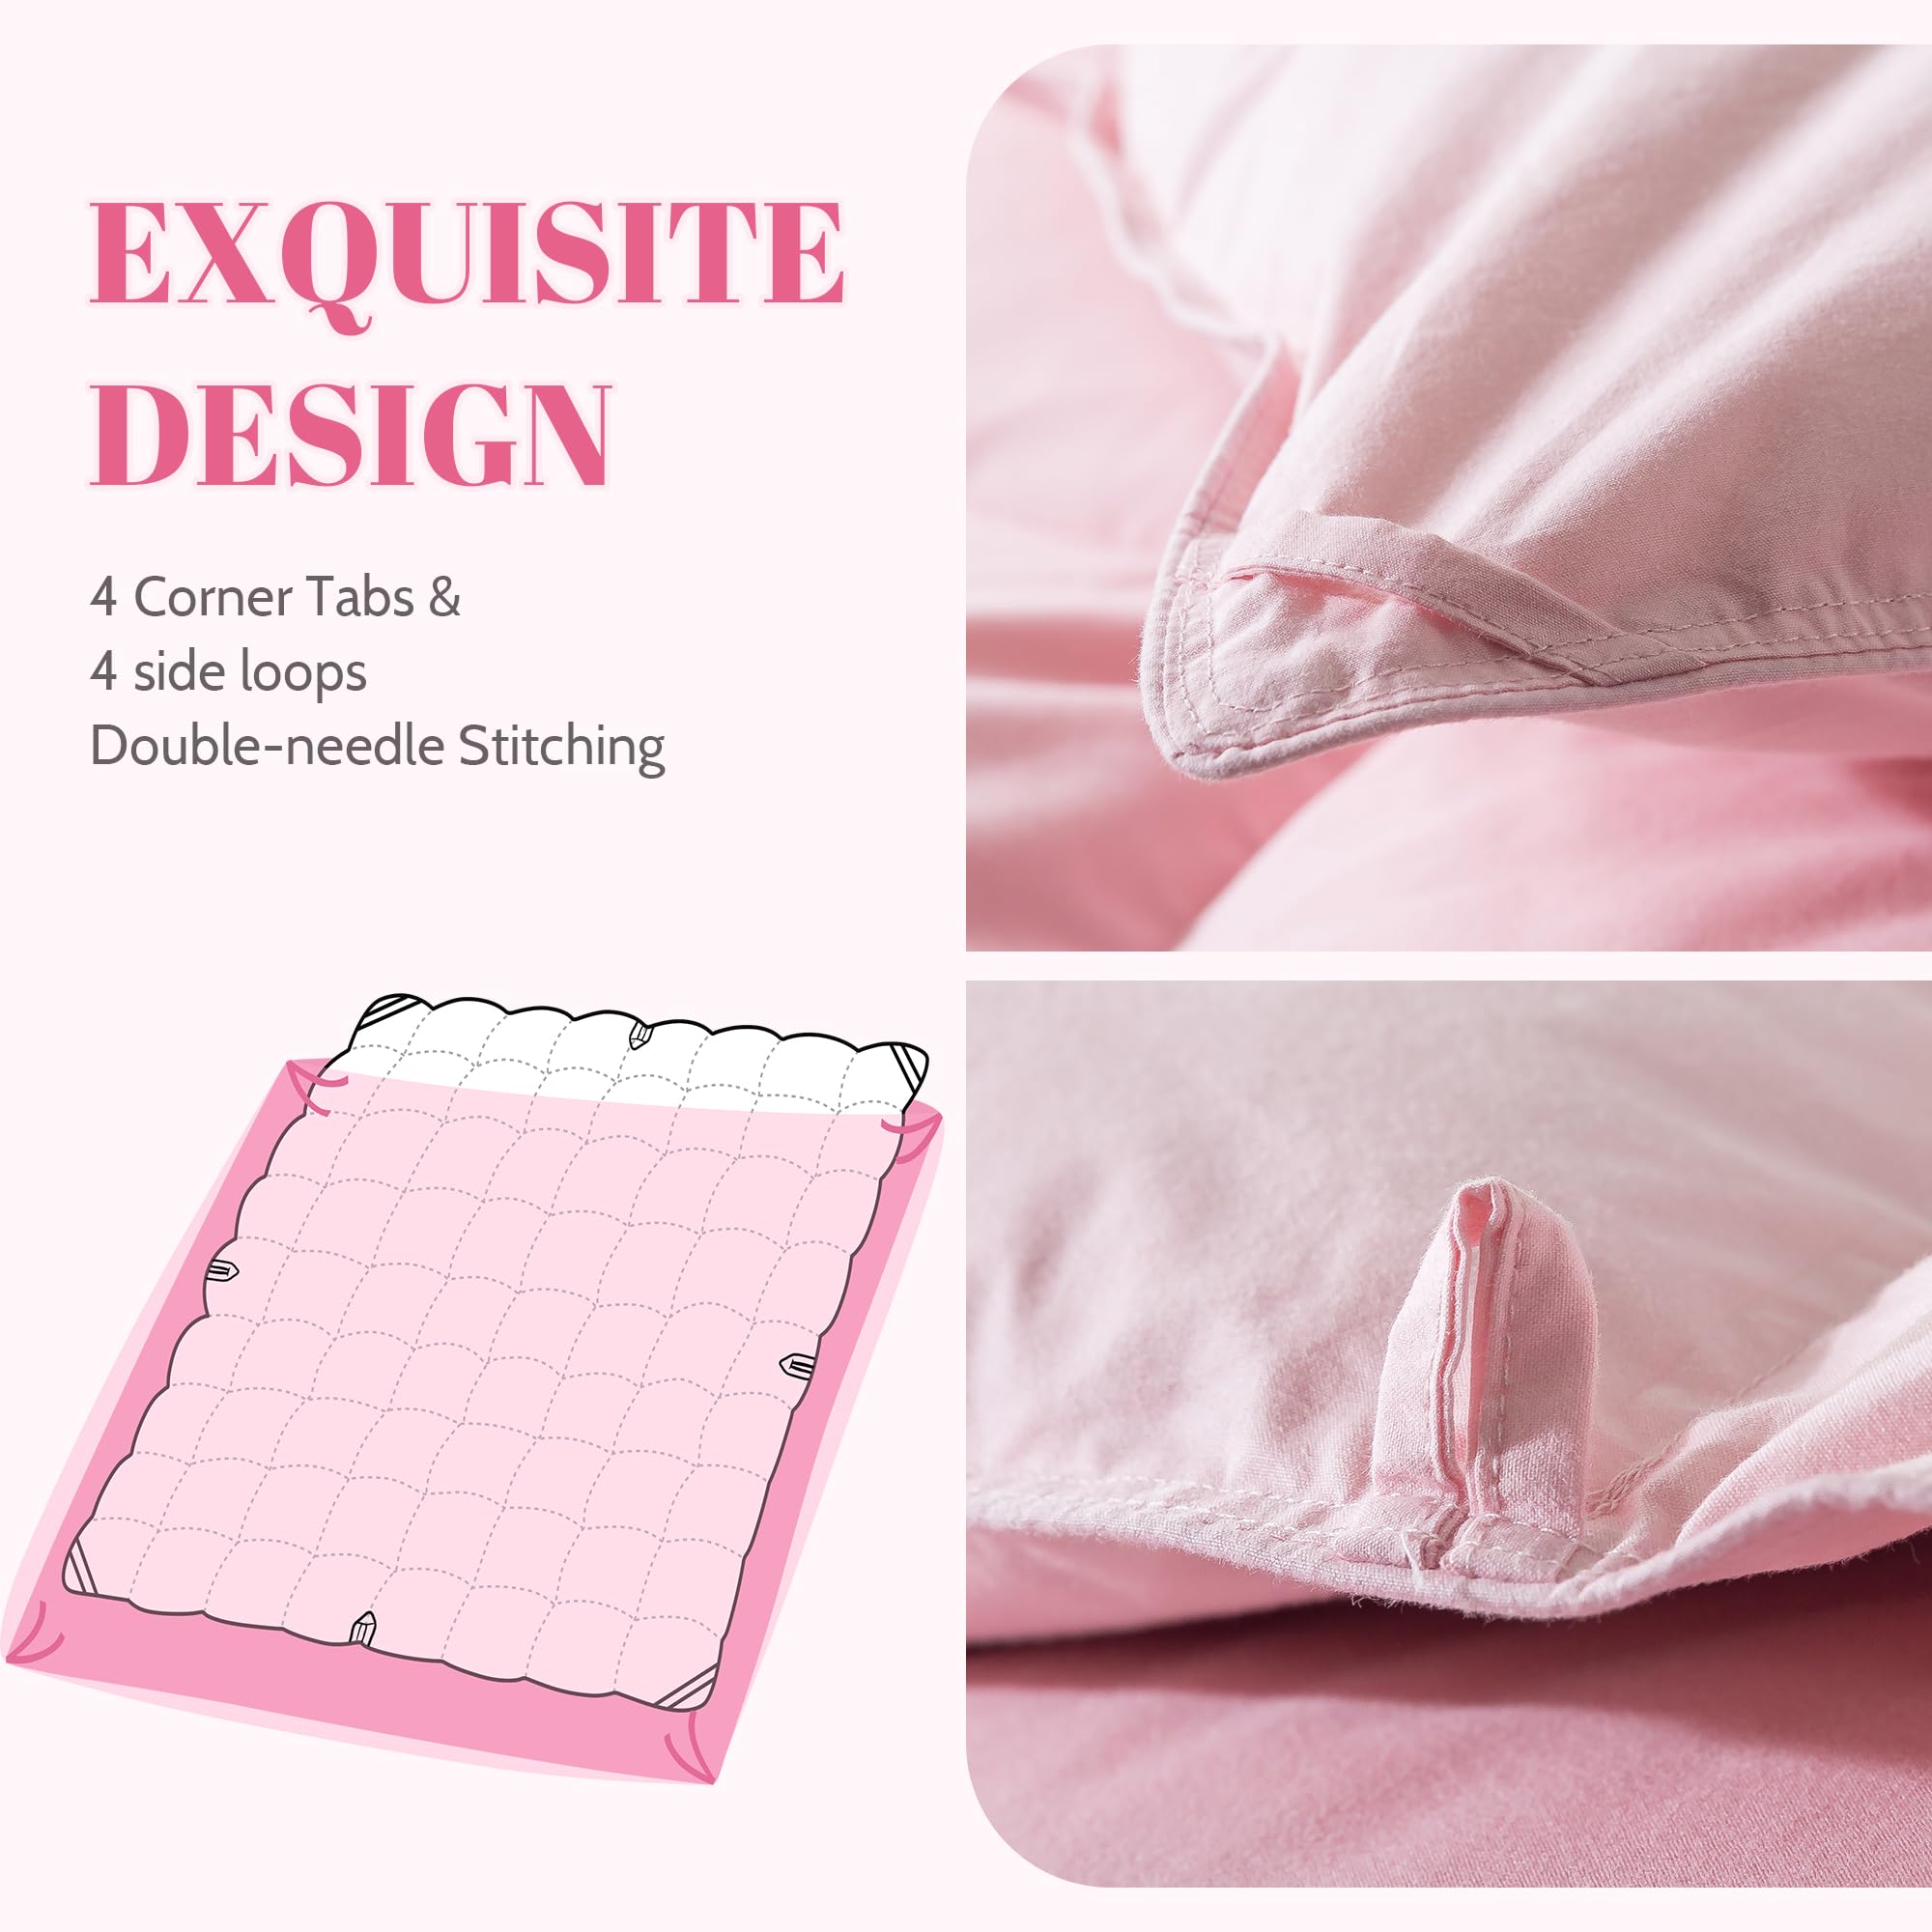 EXQUISITE
DESIGN
4 Corner Tabs &
4 side loops
Double-needle Stitching